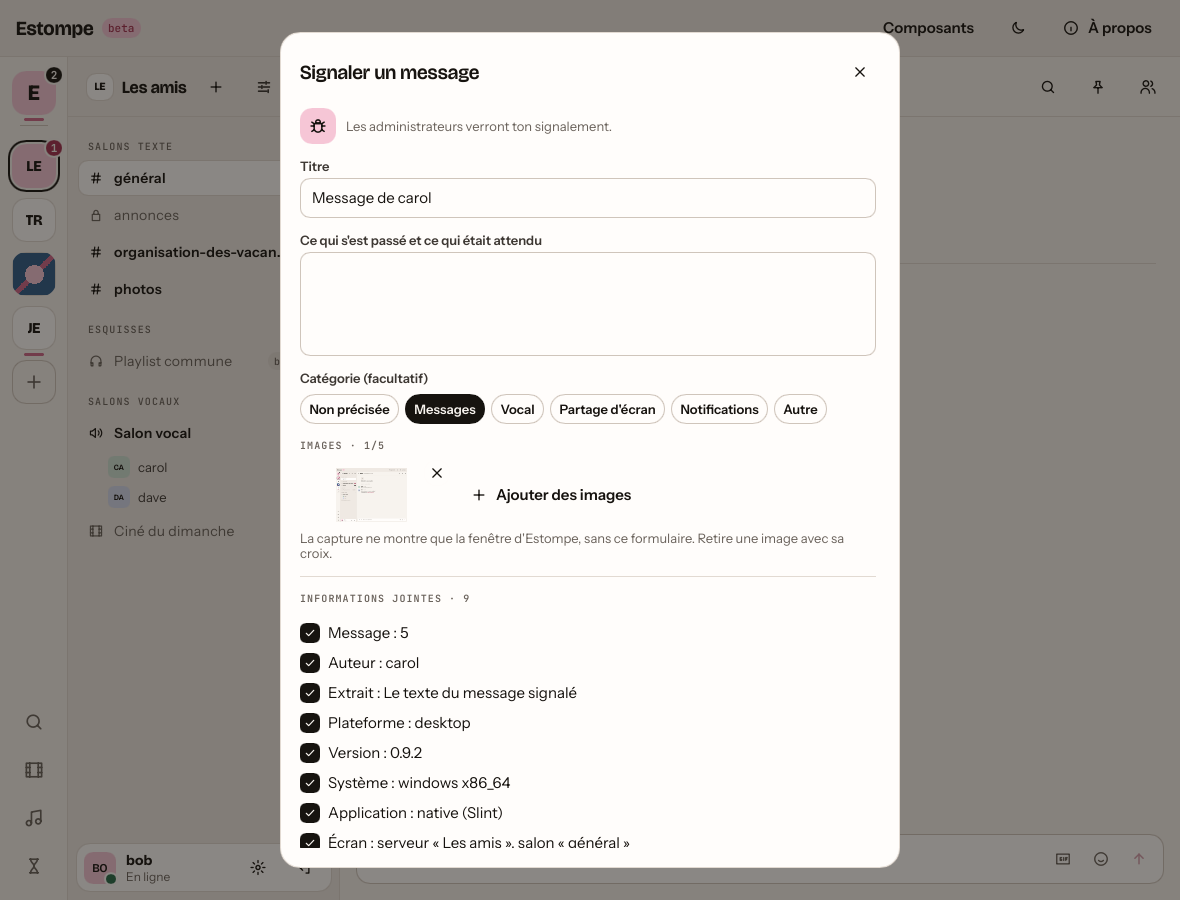 Estompe beta
Composants
À propos
E 2
LE Les amis
LE 1
TR
JE
SALONS TEXTE
# général
annonces
# organisation-des-vacan.
# photos
ESQUISSES
Playlist commune
SALONS VOCAUX
Salon vocal
CA carol
DA dave
Ciné du dimanche
BO bob
En ligne
Signaler un message
Les administrateurs verront ton signalement.
Titre
Message de carol
Ce qui s'est passé et ce qui était attendu
Catégorie (facultatif)
Non précisée Messages Vocal Partage d'écran Notifications Autre
IMAGES · 1/5
Ajouter des images
La capture ne montre que la fenêtre d'Estompe, sans ce formulaire. Retire une image avec sa
croix.
INFORMATIONS JOINTES · 9
Message : 5
Auteur : carol
Extrait : Le texte du message signalé
Plateforme : desktop
Version : 0.9.2
Système : windows x86_64
Application : native (Slint)
Écran : serveur « Les amis », salon « général »
GIF